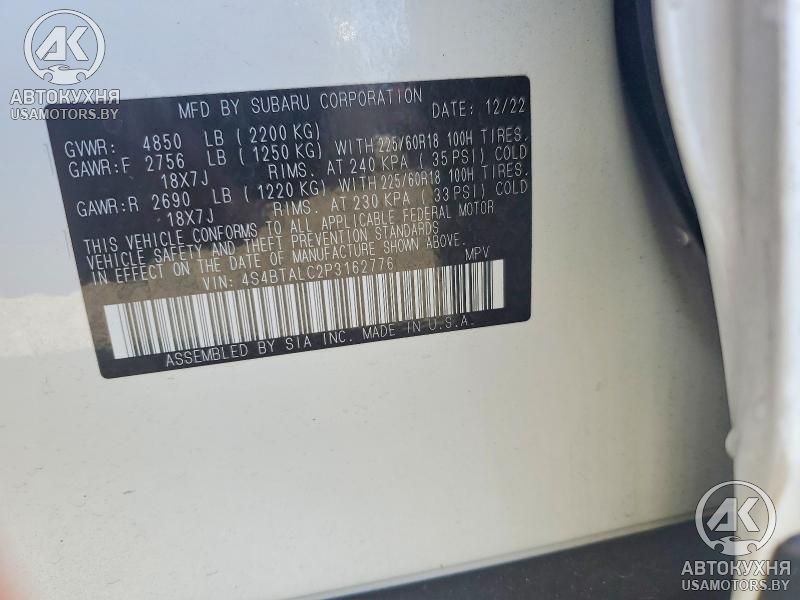 AK
АВТОКУХНЯ
USAMOTORS.BY
MFD BY SUBARU CORPORATION DATE: 12/22
GVWR: 4850 LB (2200 KG)
GAWR:F 2756 LB (1250 KG) WITH 225/60R18 100H TIRES.
18X7J RIMS. AT 240 KPA (35 PSI) COLD
GAWR:R 2690 LB (1220 KG) WITH 225/60R18 100H TIRES.
18X7J RIMS. AT 230 KPA (33 PSI) COLD
THIS VEHICLE CONFORMS TO ALL APPLICABLE FEDERAL MOTOR
VEHICLE SAFETY AND THEFT PREVENTION STANDARDS
IN EFFECT ON THE DATE OF MANUFACTURE SHOWN ABOVE.
VIN: 4S4BTALC2P3162776 MPV
ASSEMBLED BY SIA INC. MADE IN U.S.A.
AK
АВТОКУХНЯ
USAMOTORS.BY